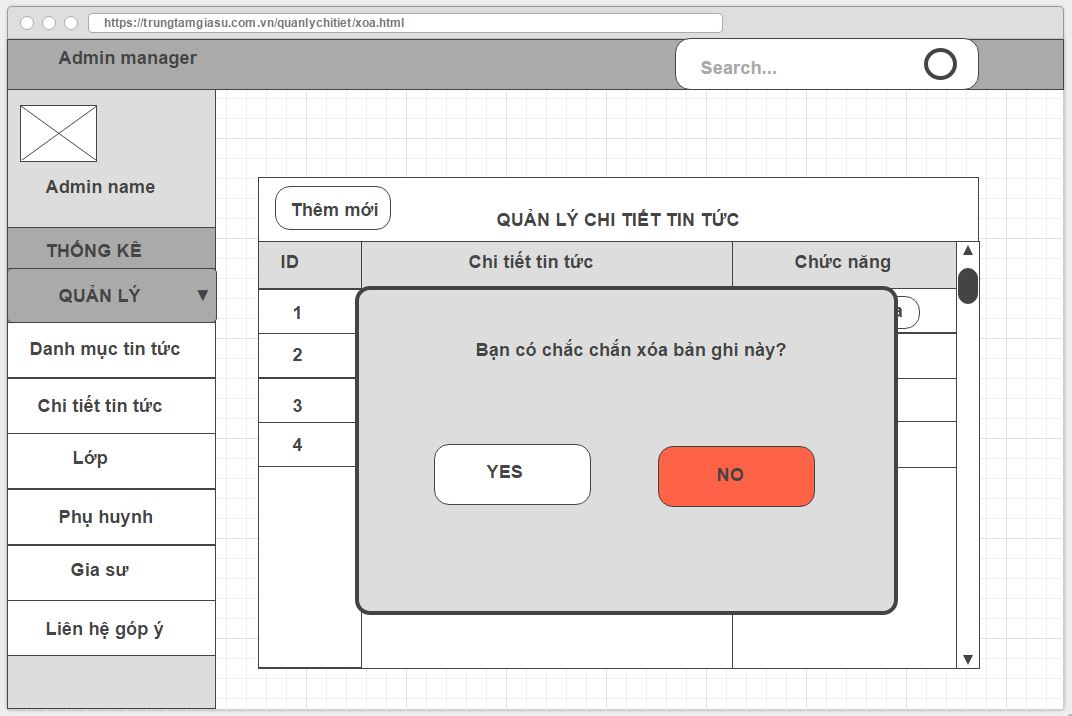 https://trungtamgiasu.com.vn/quanlychitiet/xoa.html
Admin manager
Search...
Admin name
THỐNG KÊ
QUẢN LÝ
Danh mục tin tức
Chi tiết tin tức
Lớp
Phụ huynh
Gia sư
Liên hệ góp ý
Thêm mới
QUẢN LÝ CHI TIẾT TIN TỨC
ID
Chi tiết tin tức
Chức năng
1
2
3
4
Bạn có chắc chắn xóa bản ghi này?
YES
NO